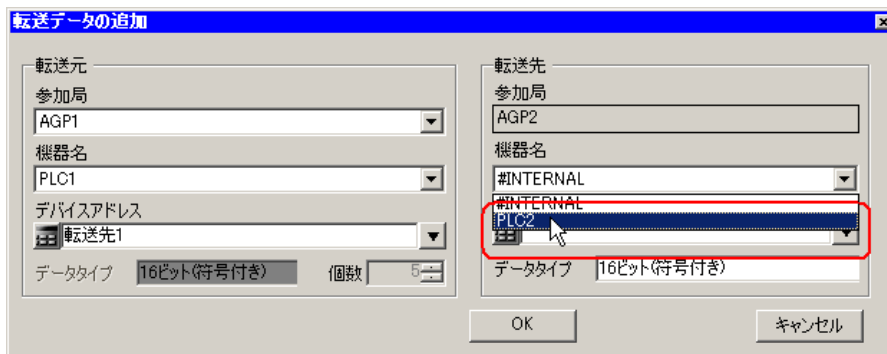 転送データの追加
転送元
参加局
AGP1
機器名
PLC1
デバイスアドレス
転送先1
データタイプ 16ビット(符号付き) 個数 5
転送先
参加局
AGP2
機器名
#INTERNAL
#INTERNAL
PLC2
データタイプ 16ビット(符号付き)
OK
キャンセル